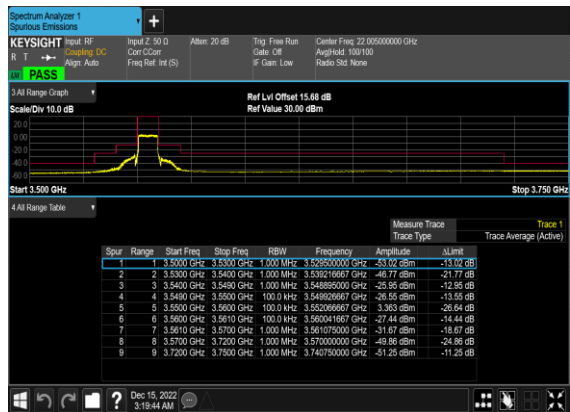 Spectrum Analyzer 1
Spurious Emissions
+
KEYSIGHT Input: RF Input Z: 50 Ω Atten: 20 dB Trig: Free Run Center Freq: 22.005000000 GHz
R T Coupling: DC Corr CCorr Gate: Off Avg|Hold: 100/100
Align: Auto Freq Ref: Int (S) IF Gain: Low Radio Std: None
LW PASS
3 All Range Graph
Ref Lvl Offset 15.68 dB
Scale/Div 10.0 dB Ref Value 30.00 dBm
20.0
0.00
-20.0
-40.0
-60.0
Start 3.500 GHz Stop 3.750 GHz
4 All Range Table
Measure Trace Trace 1
Trace Type Trace Average (Active)
Spur Range Start Freq Stop Freq RBW Frequency Amplitude ΔLimit
1 1 3.5000 GHz 3.5300 GHz 1.000 MHz 3.529500000 GHz -53.02 dBm -13.02 dB
2 2 3.5300 GHz 3.5400 GHz 1.000 MHz 3.539216667 GHz -46.77 dBm -21.77 dB
3 3 3.5400 GHz 3.5490 GHz 1.000 MHz 3.548895000 GHz -25.95 dBm -12.95 dB
4 4 3.5490 GHz 3.5500 GHz 100.0 kHz 3.549926667 GHz -26.55 dBm -13.55 dB
5 5 3.5500 GHz 3.5600 GHz 100.0 kHz 3.552066667 GHz 3.363 dBm -26.64 dB
6 6 3.5600 GHz 3.5610 GHz 100.0 kHz 3.560041667 GHz -27.44 dBm -14.44 dB
7 7 3.5610 GHz 3.5700 GHz 1.000 MHz 3.561075000 GHz -31.67 dBm -18.67 dB
8 8 3.5700 GHz 3.7200 GHz 1.000 MHz 3.570000000 GHz -49.86 dBm -24.86 dB
9 9 3.7200 GHz 3.7500 GHz 1.000 MHz 3.740750000 GHz -51.25 dBm -11.25 dB
? Dec 15, 2022
3:19:44 AM